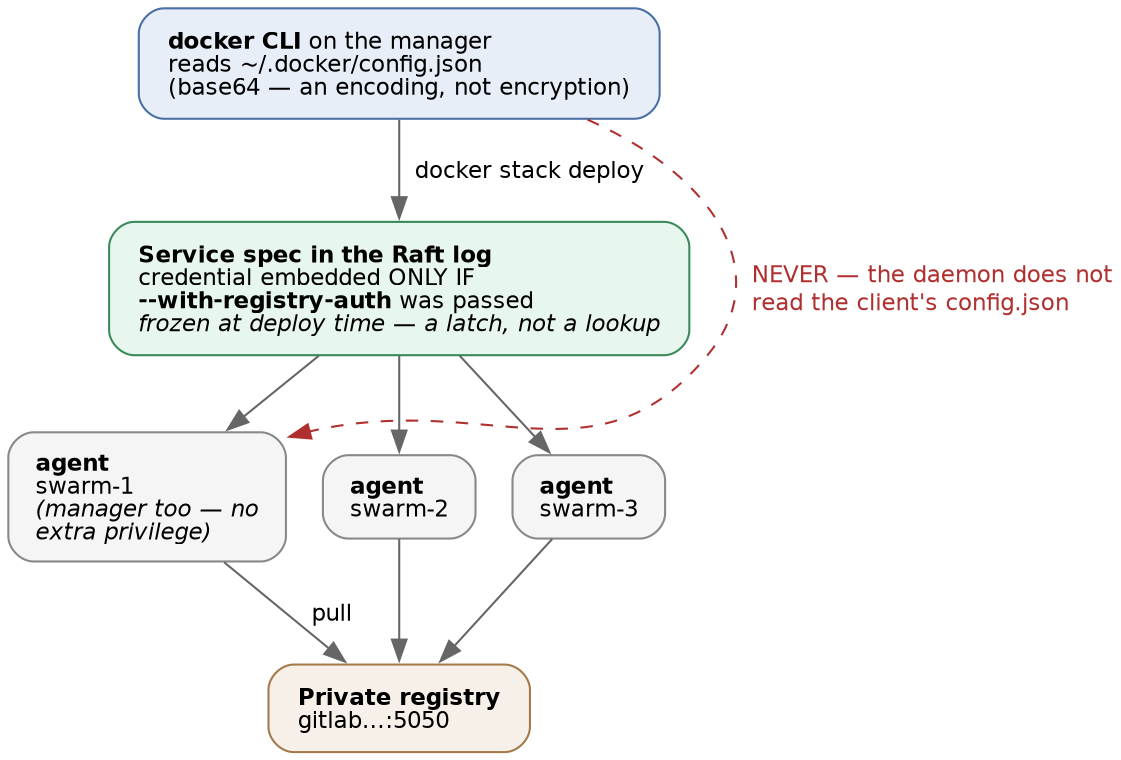 docker CLI on the manager
reads ~/.docker/config.json
(base64 — an encoding, not encryption)
docker stack deploy
Service spec in the Raft log
credential embedded ONLY IF
--with-registry-auth was passed
frozen at deploy time — a latch, not a lookup
NEVER — the daemon does not
read the client's config.json
agent
swarm-1
(manager too — no
extra privilege)
agent
swarm-2
agent
swarm-3
pull
Private registry
gitlab...:5050